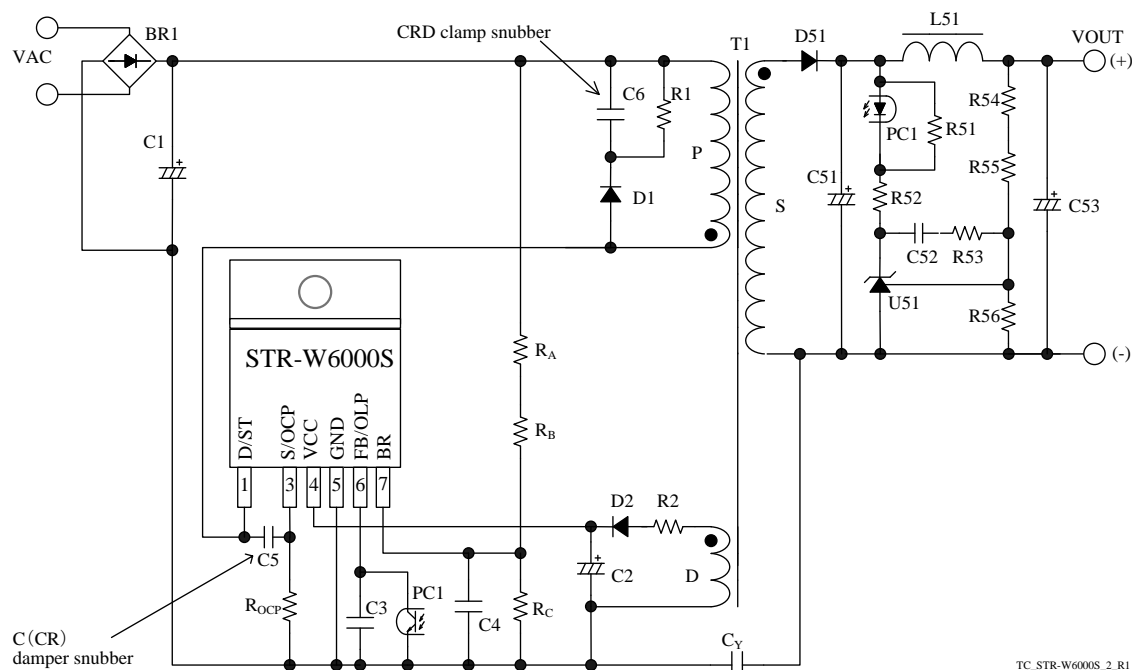 CRD clamp snubber
BR1
VAC
C1
C6
R1
P
D1
T1
S
D51
L51
VOUT
(+)
PC1
R51
R54
R55
C51
R52
C52
R53
C53
U51
R56
(-)
STR-W6000S
D/ST
S/OCP
VCC
GND
FB/OLP
BR
1
3
4
5
6
7
RA
RB
D2
R2
C5
C2
D
ROCP
C3
PC1
C4
RC
CY
C(CR)
damper snubber
TC_STR-W6000S_2_R1